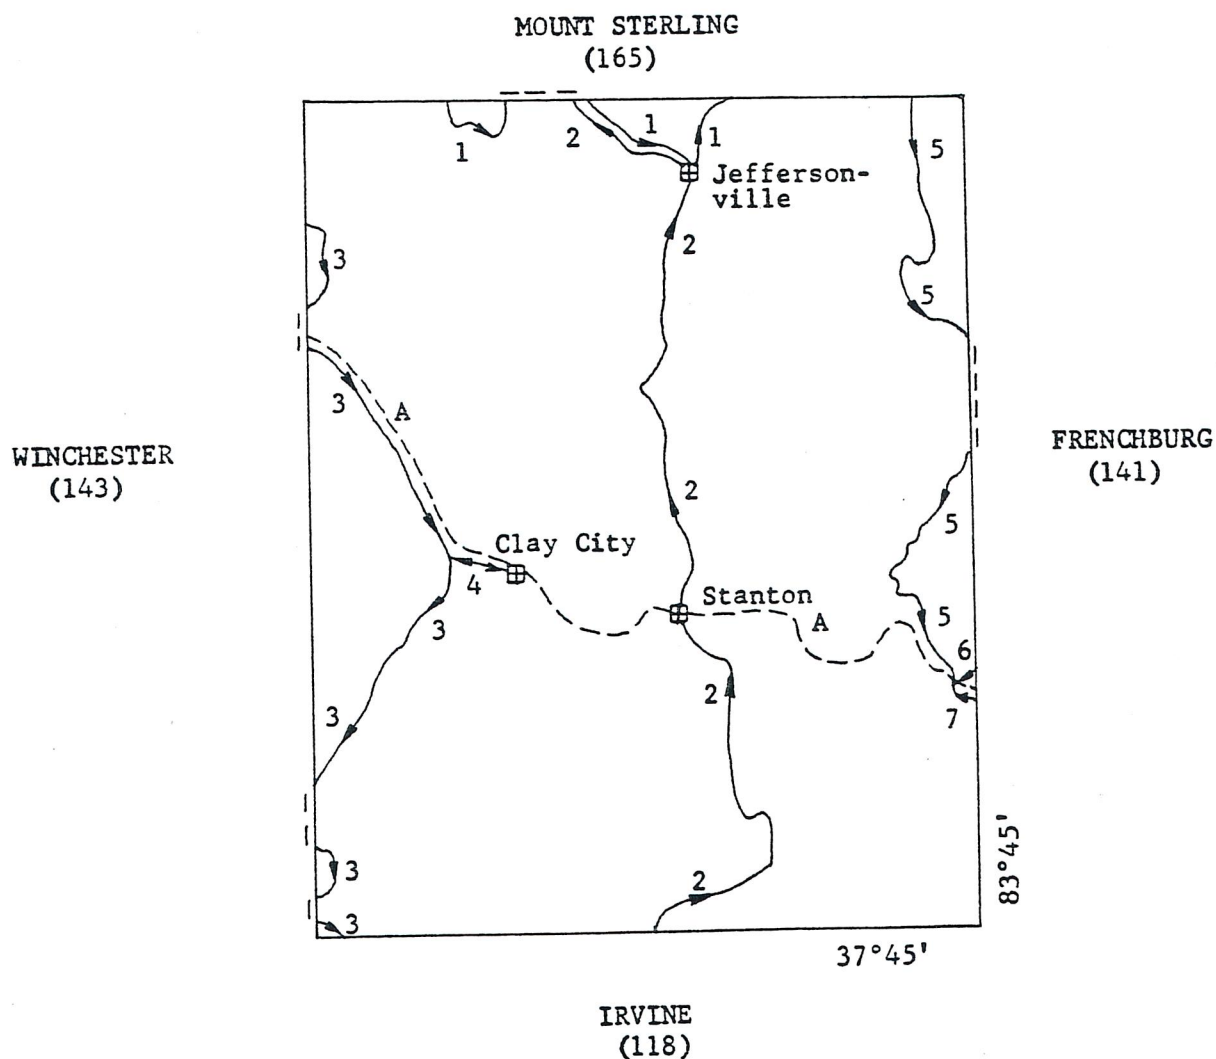 MOUNT STERLING
(165)
1
2
1
1
5
Jefferson-
ville
3
2
5
3
A
WINCHESTER
(143)
FRENCHBURG
(141)
2
5
Clay City
4
Stanton
3
A
5
6
2
7
3
83°45'
3
2
3
37°45'
IRVINE
(118)